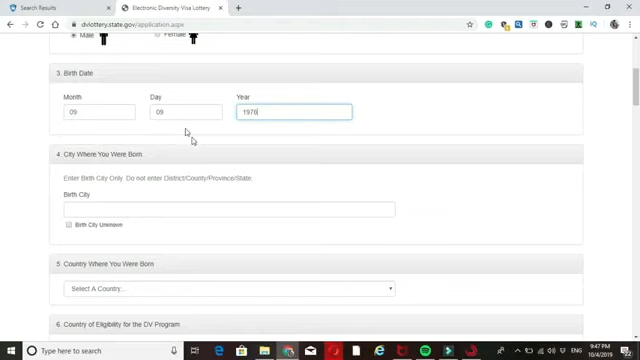 Search Results
Electronic Diversity Visa Lottery
dvlottery.state.gov/application.aspx
Male
Female
3. Birth Date
Month
Day
Year
09
09
1976
4. City Where You Were Born
Enter Birth City Only. Do not enter District/County/Province/State.
Birth City
Birth City Unknown
5. Country Where You Were Born
Select A Country...
6. Country of Eligibility for the DV Program
Type here to search
ENG
9:47 PM
10/4/2019